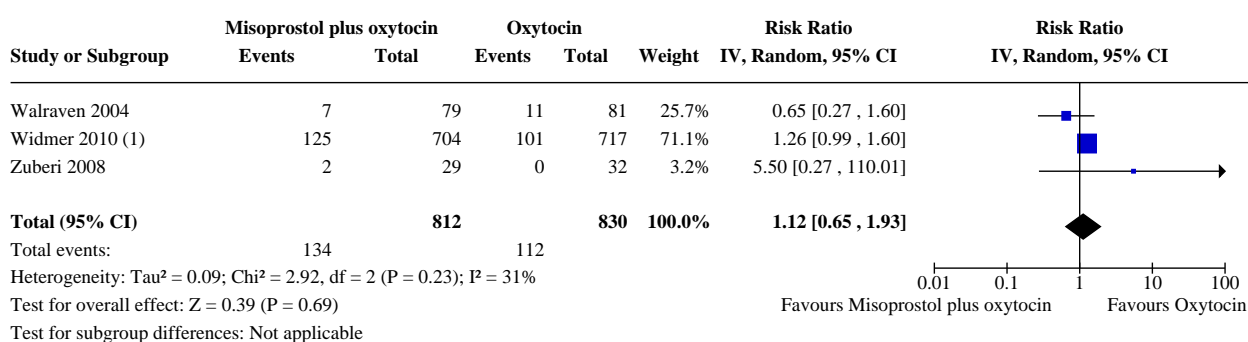 Misoprostol plus oxytocin Oxytocin Risk Ratio Risk Ratio
Study or Subgroup Events Total Events Total Weight IV, Random, 95% CI IV, Random, 95% CI
Walraven 2004 7 79 11 81 25.7% 0.65 [0.27 , 1.60]
Widmer 2010 (1) 125 704 101 717 71.1% 1.26 [0.99 , 1.60]
Zuberi 2008 2 29 0 32 3.2% 5.50 [0.27 , 110.01]
Total (95% CI) 812 830 100.0% 1.12 [0.65 , 1.93]
Total events: 134 112
Heterogeneity: Tau² = 0.09; Chi² = 2.92, df = 2 (P = 0.23); I² = 31%
0.01 0.1 1 10 100
Test for overall effect: Z = 0.39 (P = 0.69)
Favours Misoprostol plus oxytocin Favours Oxytocin
Test for subgroup differences: Not applicable